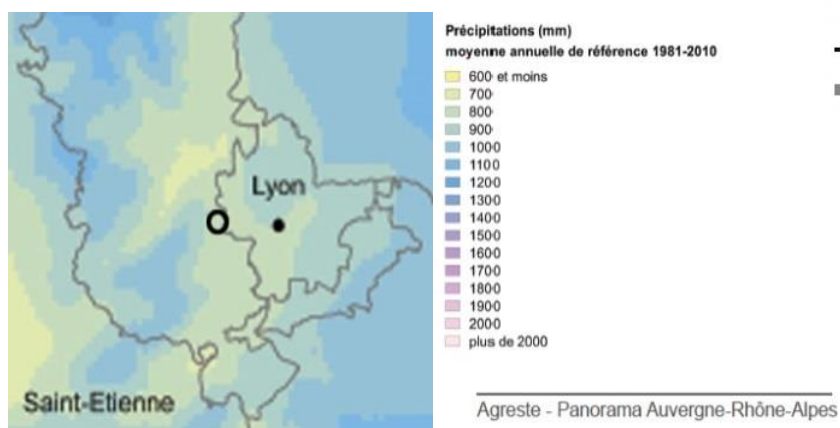 Lyon
O
Saint-Etienne
Précipitations (mm)
moyenne annuelle de référence 1981-2010
600 et moins
700
800
900
1000
1100
1200
1300
1400
1500
1600
1700
1800
1900
2000
plus de 2000
Agreste - Panorama Auvergne-Rhône-Alpes